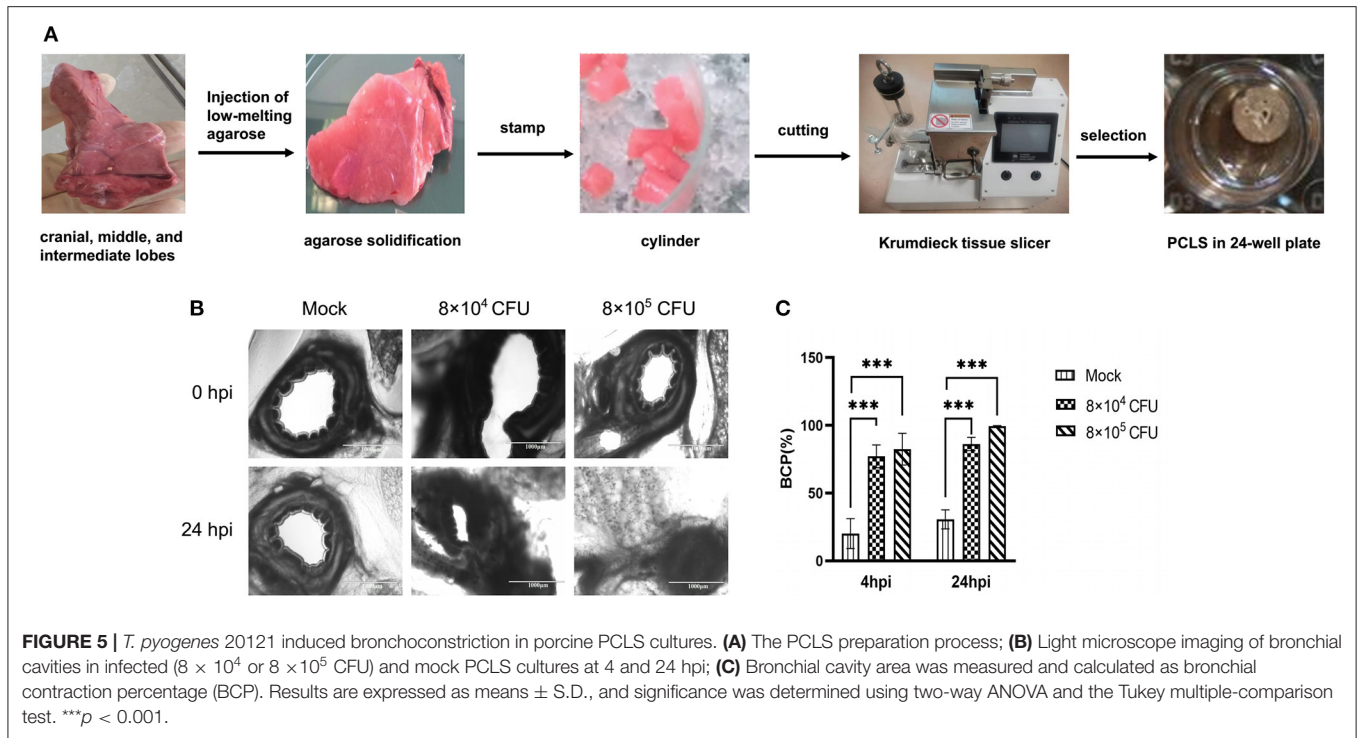 A
Injection of
low-melting
agarose
stamp
cutting
selection
cranial, middle, and
intermediate lobes
agarose solidification
cylinder
Krumdieck tissue slicer
PCLS in 24-well plate
B
Mock
8×10⁴ CFU
8×10⁵ CFU
0 hpi
1000μm
1000μm
1000μm
24 hpi
1000μm
1000μm
1000μm
C
BCP(%)
150
100
50
0
***
***
***
***
4hpi
24hpi
Mock
8×10⁴ CFU
8×10⁵ CFU
FIGURE 5 | T. pyogenes 20121 induced bronchoconstriction in porcine PCLS cultures. (A) The PCLS preparation process; (B) Light microscope imaging of bronchial
cavities in infected (8 × 10⁴ or 8 ×10⁵ CFU) and mock PCLS cultures at 4 and 24 hpi; (C) Bronchial cavity area was measured and calculated as bronchial
contraction percentage (BCP). Results are expressed as means ± S.D., and significance was determined using two-way ANOVA and the Tukey multiple-comparison
test. ***p < 0.001.